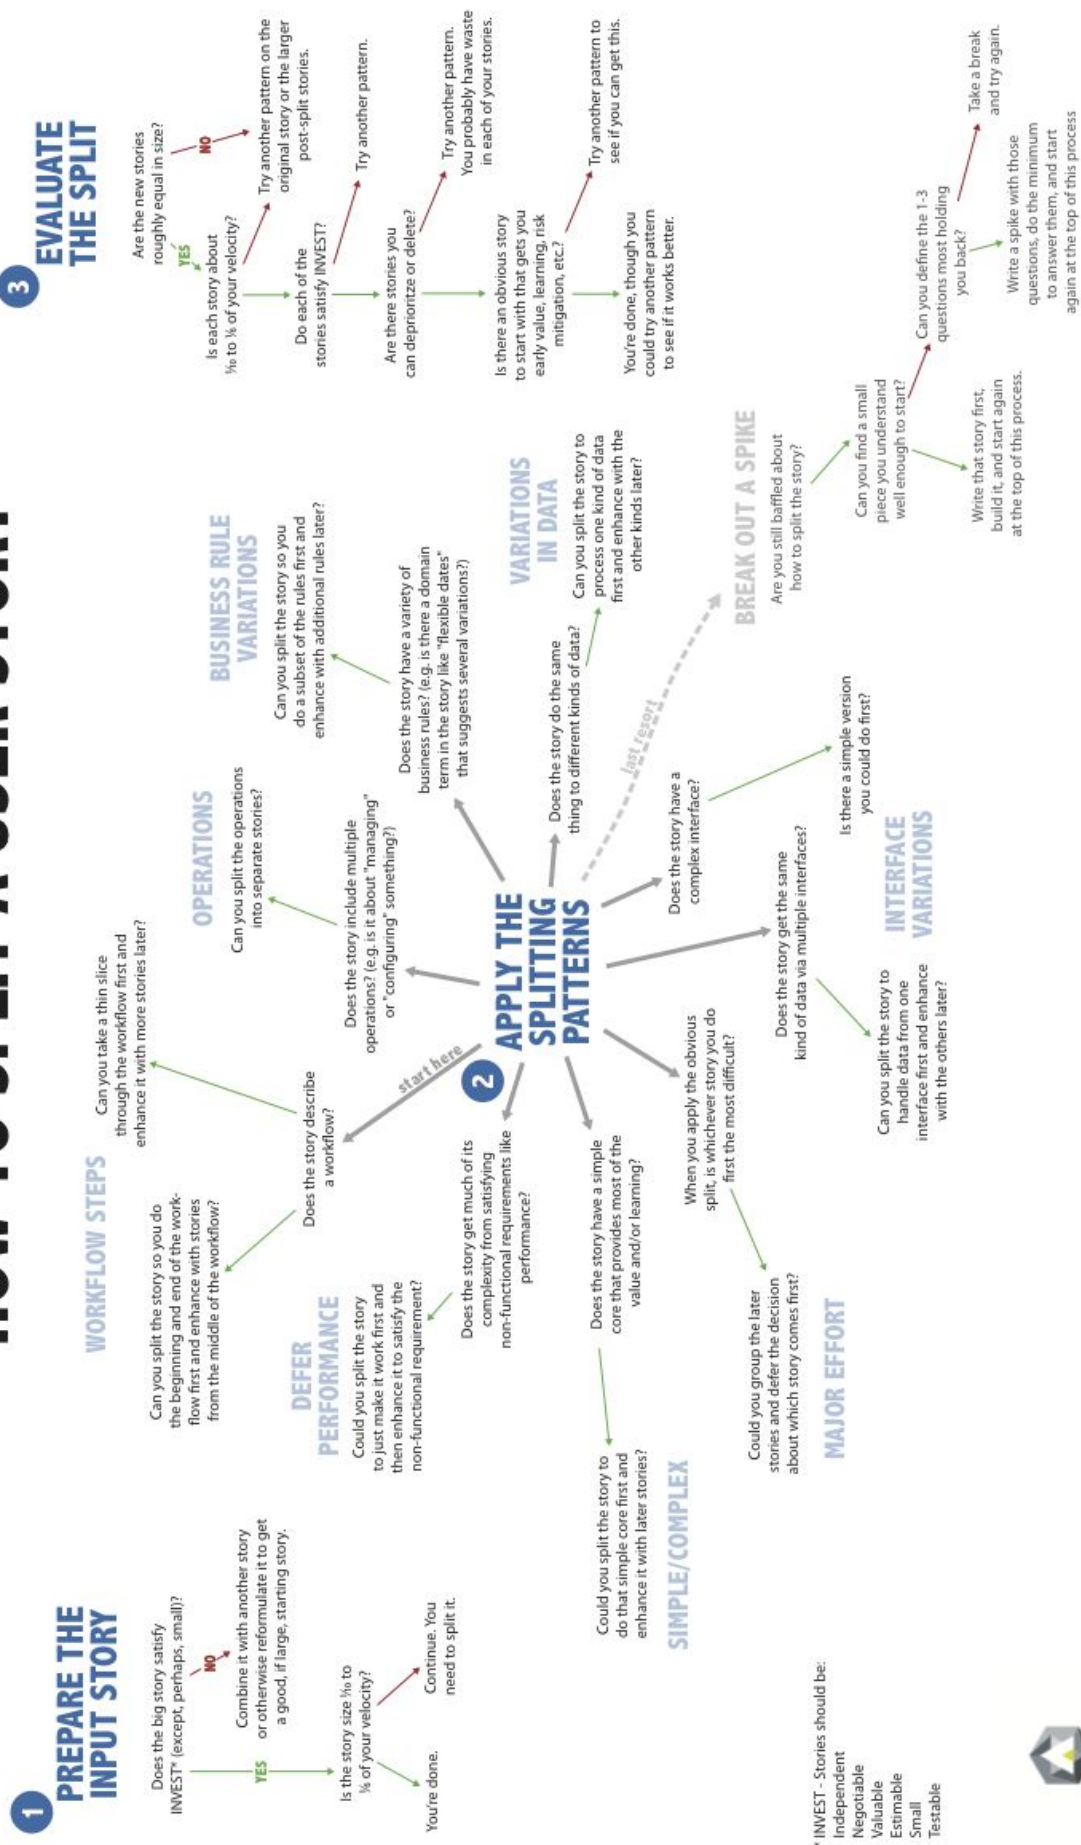 HOW TO SPLIT A USER STORY
1
PREPARE THE
INPUT STORY
Does the big story satisfy
INVEST* (except, perhaps, small)?
NO
YES
Combine it with another story
or otherwise reformulate it to get
a good, if large, starting story.
Is the story size 1⁄10 to
1⁄6 of your velocity?
Continue. You
need to split it.
You're done.
* INVEST - Stories should be:
Independent
Negotiable
Valuable
Estimable
Small
Testable
2
APPLY THE
SPLITTING
PATTERNS
start here
last resort
WORKFLOW STEPS
Can you split the story so you do
the beginning and end of the work-
flow first and enhance with stories
from the middle of the workflow?
Can you take a thin slice
through the workflow first and
enhance it with more stories later?
Does the story describe
a workflow?
OPERATIONS
Can you split the operations
into separate stories?
Does the story include multiple
operations? (e.g. is it about "managing"
or "configuring" something?)
BUSINESS RULE
VARIATIONS
Can you split the story so you
do a subset of the rules first and
enhance with additional rules later?
Does the story have a variety of
business rules? (e.g. is there a domain
term in the story like "flexible dates"
that suggests several variations?)
VARIATIONS
IN DATA
Can you split the story to
process one kind of data
first and enhance with the
other kinds later?
Does the story do the same
thing to different kinds of data?
DEFER
PERFORMANCE
Could you split the story
to just make it work first and
then enhance it to satisfy the
non-functional requirement?
Does the story get much of its
complexity from satisfying
non-functional requirements like
performance?
Does the story have a simple
core that provides most of the
value and/or learning?
Could you split the story to
do that simple core first and
enhance it with later stories?
SIMPLE/COMPLEX
When you apply the obvious
split, is whichever story you do
first the most difficult?
Could you group the later
stories and defer the decision
about which story comes first?
MAJOR EFFORT
Does the story get the same
kind of data via multiple interfaces?
Can you split the story to
handle data from one
interface first and enhance
with the others later?
Does the story have a
complex interface?
Is there a simple version
you could do first?
INTERFACE
VARIATIONS
BREAK OUT A SPIKE
Are you still baffled about
how to split the story?
Can you find a small
piece you understand
well enough to start?
Write that story first,
build it, and start again
at the top of this process.
Can you define the 1-3
questions most holding
you back?
Take a break
and try again.
Write a spike with those
questions, do the minimum
to answer them, and start
again at the top of this process
3
EVALUATE
THE SPLIT
Are the new stories
roughly equal in size?
YES
NO
Is each story about
1⁄10 to 1⁄6 of your velocity?
Try another pattern on the
original story or the larger
post-split stories.
Do each of the
stories satisfy INVEST?
Try another pattern.
Are there stories you
can deprioritize or delete?
Try another pattern.
You probably have waste
in each of your stories.
Is there an obvious story
to start with that gets you
early value, learning, risk
mitigation, etc.?
Try another pattern to
see if you can get this.
You're done, though you
could try another pattern
to see if it works better.